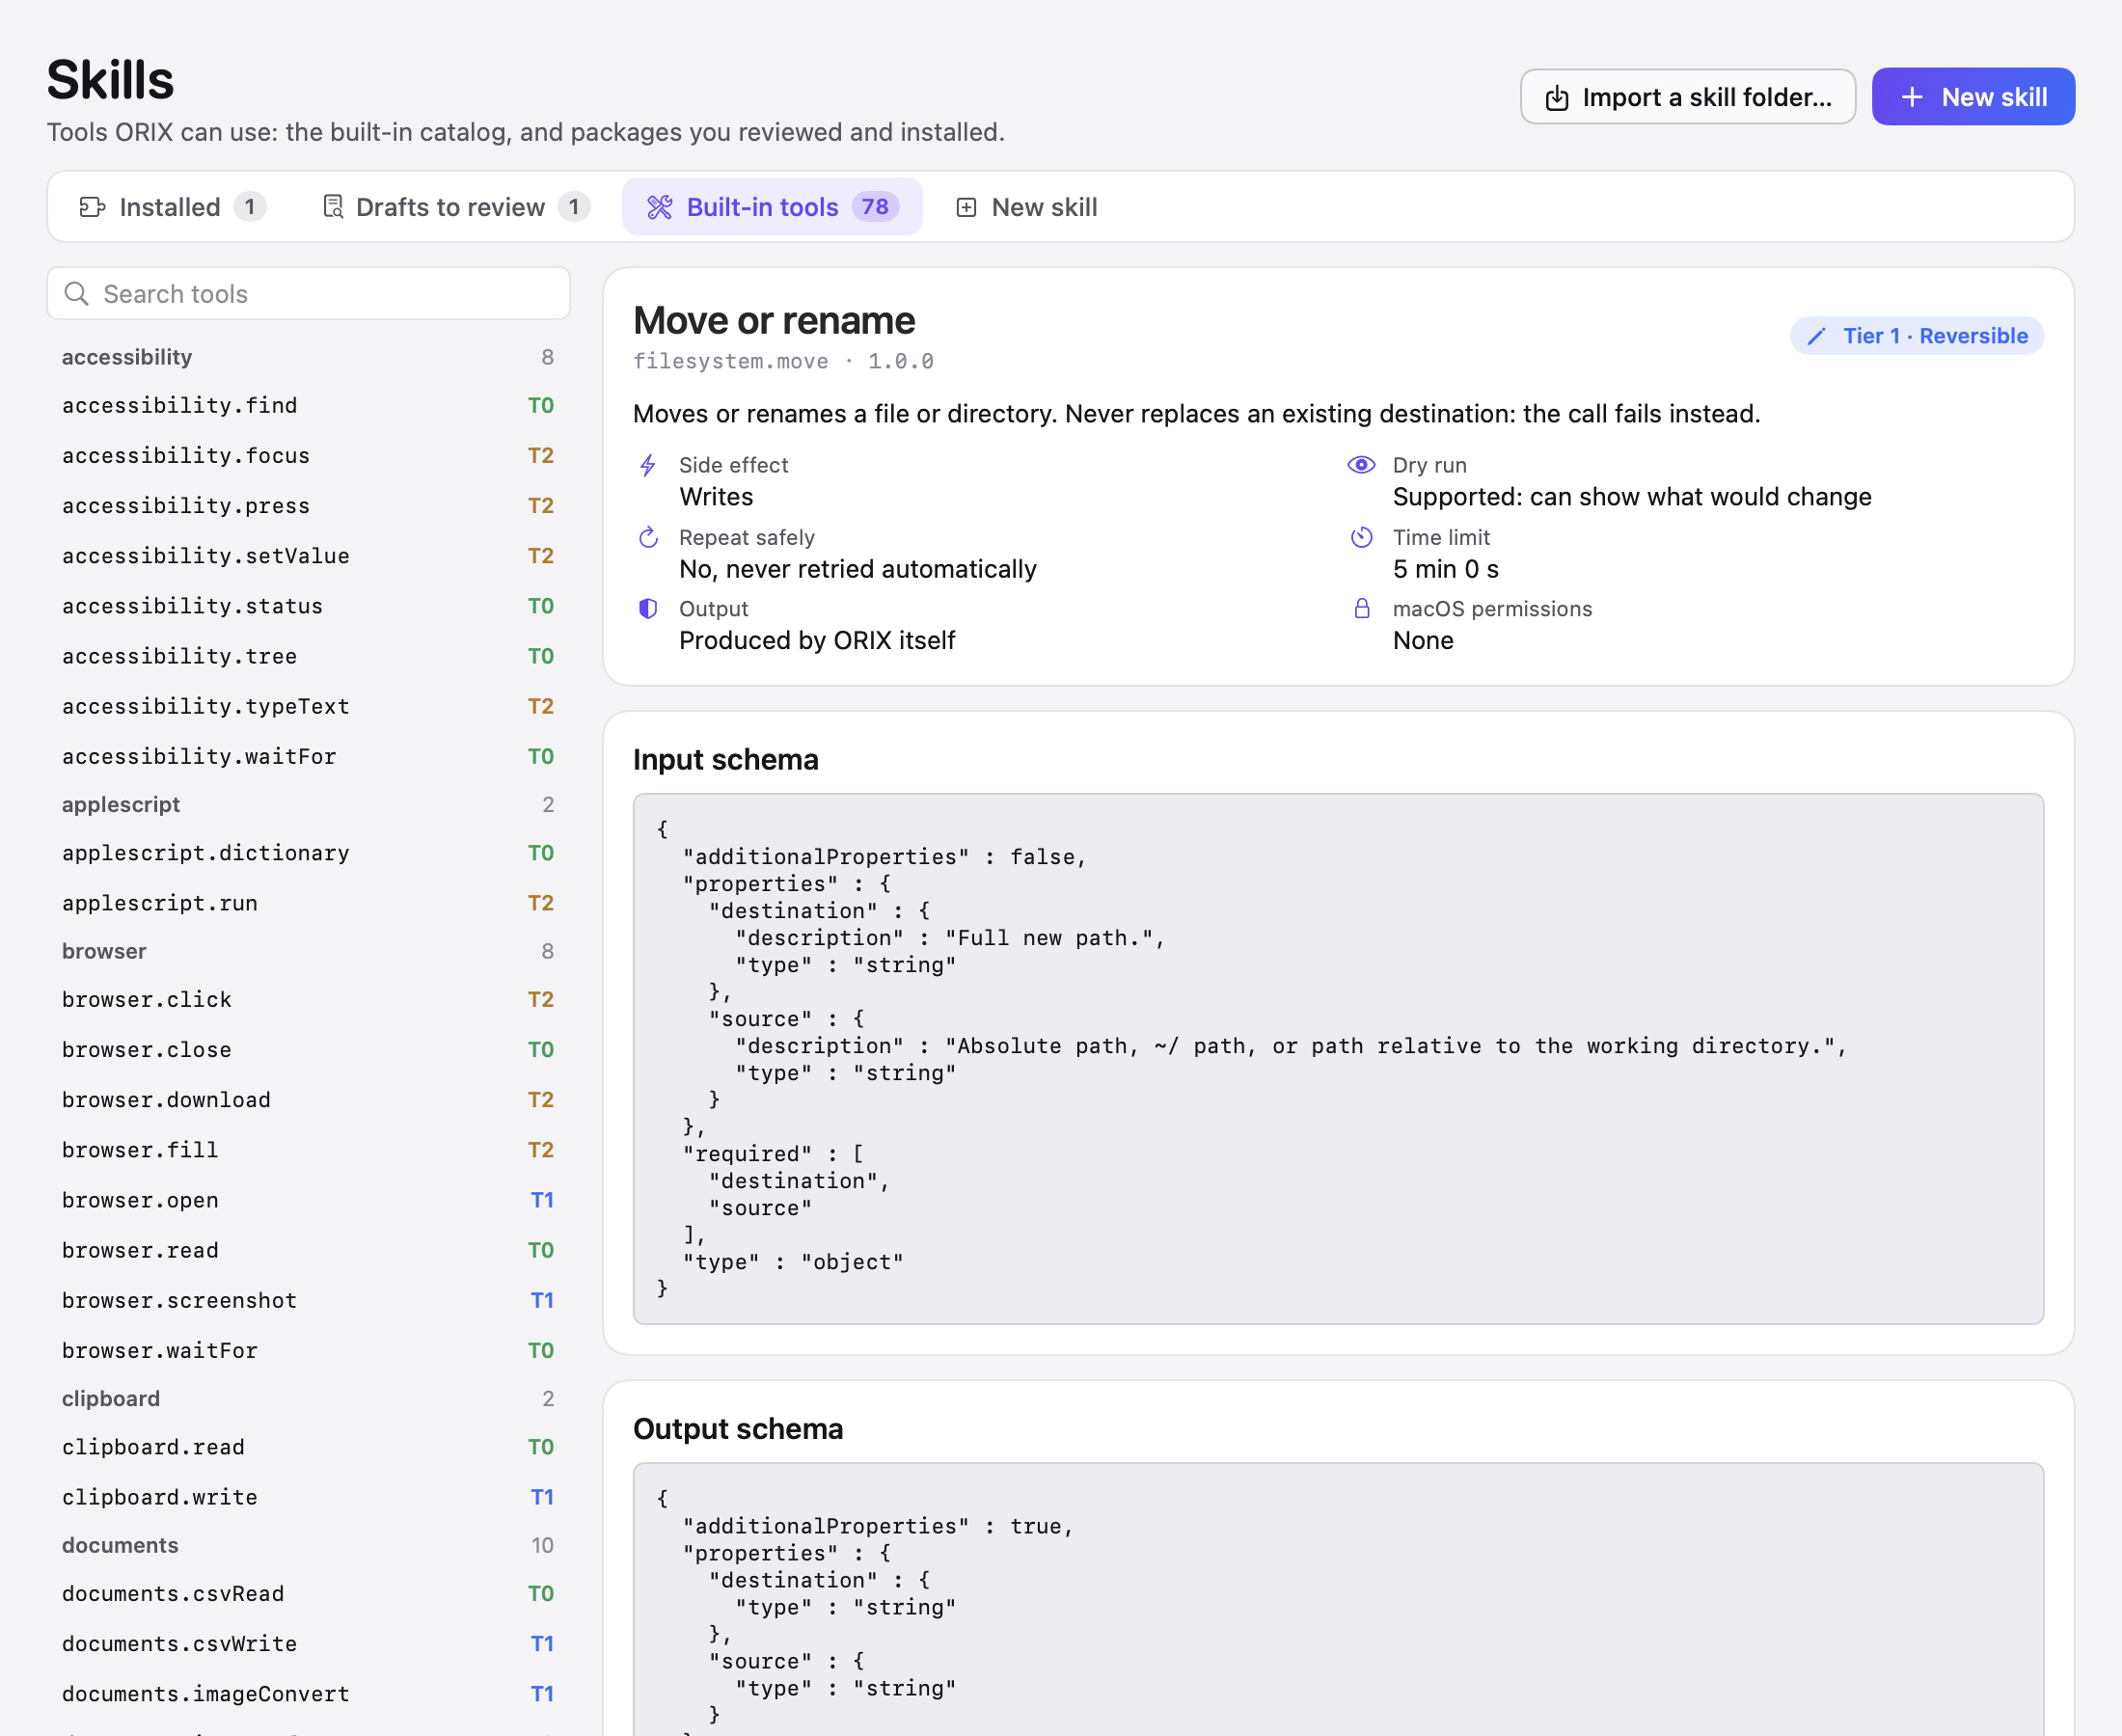 Skills
Tools ORIX can use: the built-in catalog, and packages you reviewed and installed.
Import a skill folder...
New skill
Installed 1
Drafts to review 1
Built-in tools 78
New skill
Search tools
accessibility 8
accessibility.find T0
accessibility.focus T2
accessibility.press T2
accessibility.setValue T2
accessibility.status T0
accessibility.tree T0
accessibility.typeText T2
accessibility.waitFor T0
applescript 2
applescript.dictionary T0
applescript.run T2
browser 8
browser.click T2
browser.close T0
browser.download T2
browser.fill T2
browser.open T1
browser.read T0
browser.screenshot T1
browser.waitFor T0
clipboard 2
clipboard.read T0
clipboard.write T1
documents 10
documents.csvRead T0
documents.csvWrite T1
documents.imageConvert T1
Move or rename
filesystem.move · 1.0.0
Tier 1 · Reversible
Moves or renames a file or directory. Never replaces an existing destination: the call fails instead.
Side effect
Writes
Dry run
Supported: can show what would change
Repeat safely
No, never retried automatically
Time limit
5 min 0 s
Output
Produced by ORIX itself
macOS permissions
None
Input schema
{
  "additionalProperties" : false,
  "properties" : {
    "destination" : {
      "description" : "Full new path.",
      "type" : "string"
    },
    "source" : {
      "description" : "Absolute path, ~/ path, or path relative to the working directory.",
      "type" : "string"
    }
  },
  "required" : [
    "destination",
    "source"
  ],
  "type" : "object"
}
Output schema
{
  "additionalProperties" : true,
  "properties" : {
    "destination" : {
      "type" : "string"
    },
    "source" : {
      "type" : "string"
    }